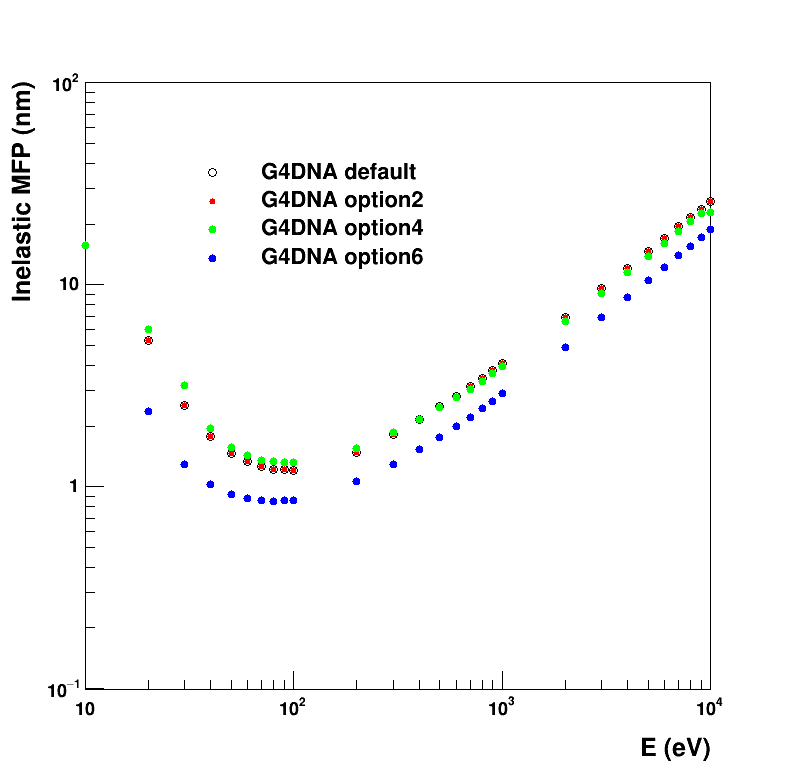 Inelastic MFP (nm)
10²
G4DNA default
G4DNA option2
G4DNA option4
G4DNA option6
10
1
10⁻¹
10 10² 10³ 10⁴
E (eV)